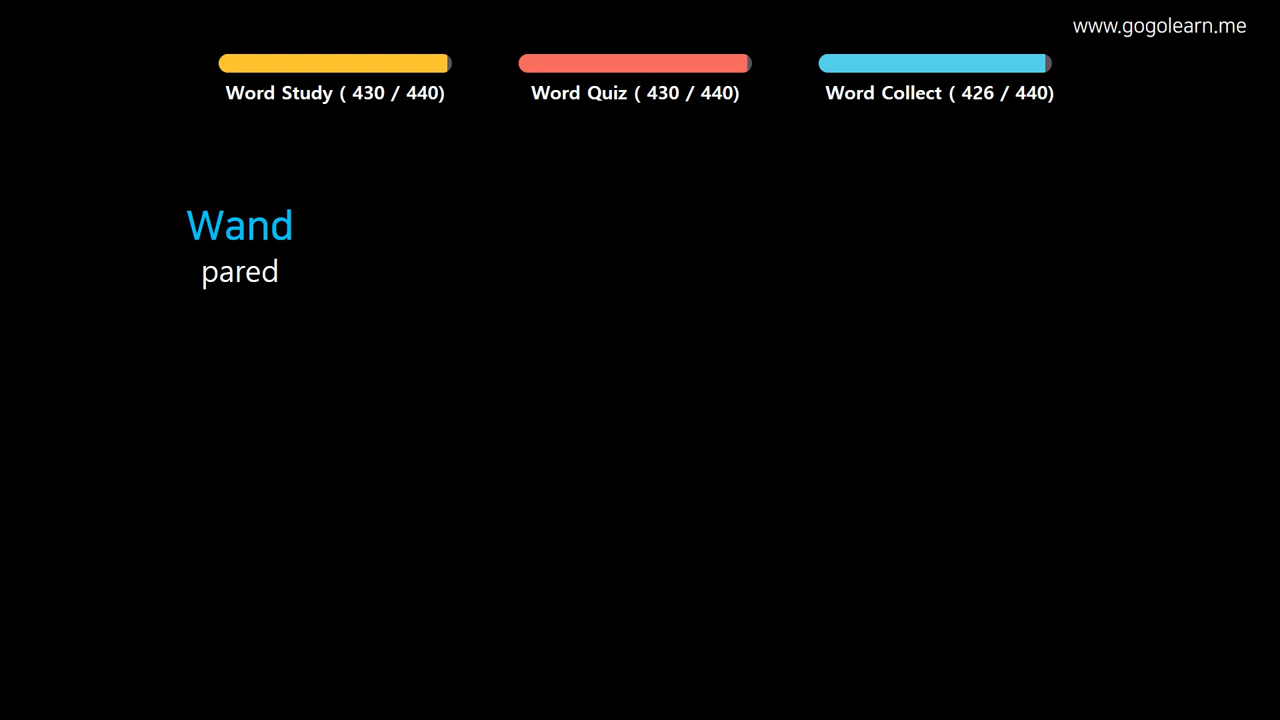 www.gogolearn.me
Word Study ( 430 / 440)
Word Quiz ( 430 / 440)
Word Collect ( 426 / 440)
Wand
pared